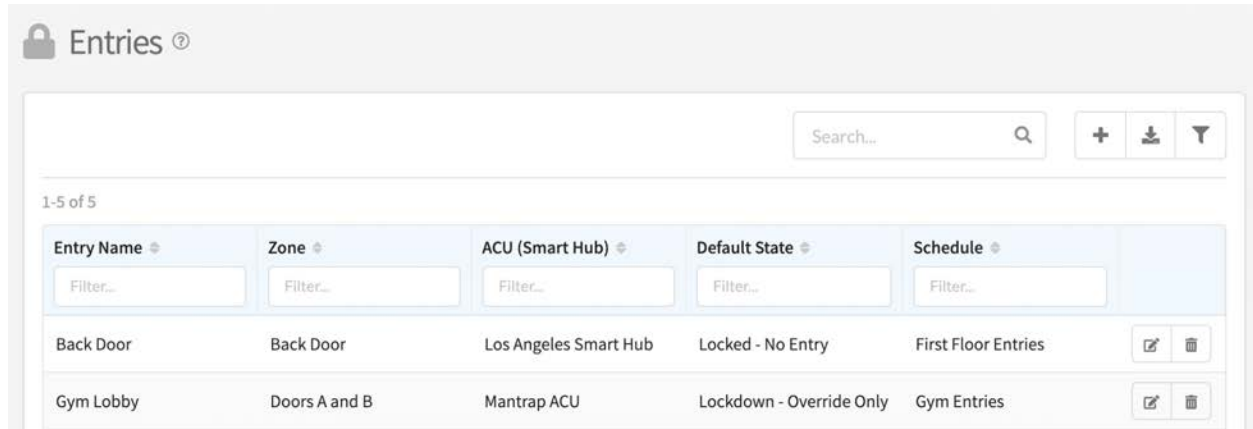 Entries
Search...
1-5 of 5
Entry Name Zone ACU (Smart Hub) Default State Schedule
Filter... Filter... Filter... Filter... Filter...
Back Door Back Door Los Angeles Smart Hub Locked - No Entry First Floor Entries
Gym Lobby Doors A and B Mantrap ACU Lockdown - Override Only Gym Entries